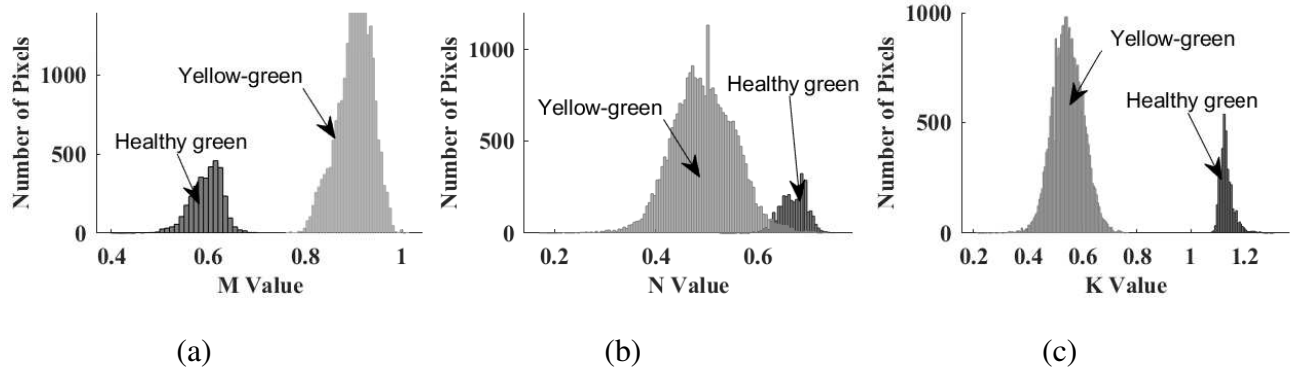 Number of Pixels
1000
500
0
Yellow-green
Healthy green
0.4
0.6
0.8
1
M Value
(a)
Number of Pixels
1000
500
0
Healthy green
Yellow-green
0.2
0.4
0.6
N Value
(b)
Number of Pixels
1000
500
0
Yellow-green
Healthy green
0.2
0.4
0.6
0.8
1
1.2
K Value
(c)